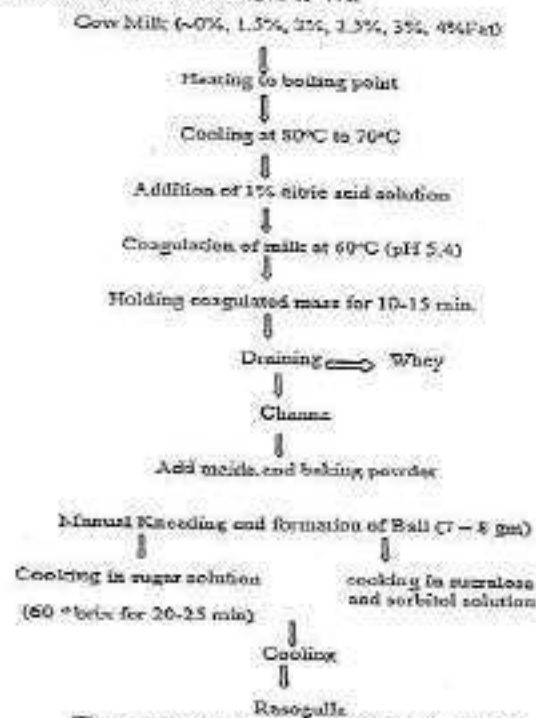 Cow Milk (~0%, 1.5%, 2%, 2.5%, 3%, 4%Fat)
Heating to boiling point
Cooling at 80°C to 70°C
Addition of 1% citric acid solution
Coagulation of milk at 60°C (pH 5.4)
Holding coagulated mass for 10-15 min.
Draining Whey
Channa
Add maida and baking powder
Manual Kneading and formation of Ball (7 – 8 gm)
Cooking in sugar solution
(60 °brix for 20-25 min)
cooking in sucralose
and sorbitol solution
Cooling
Rasogulla